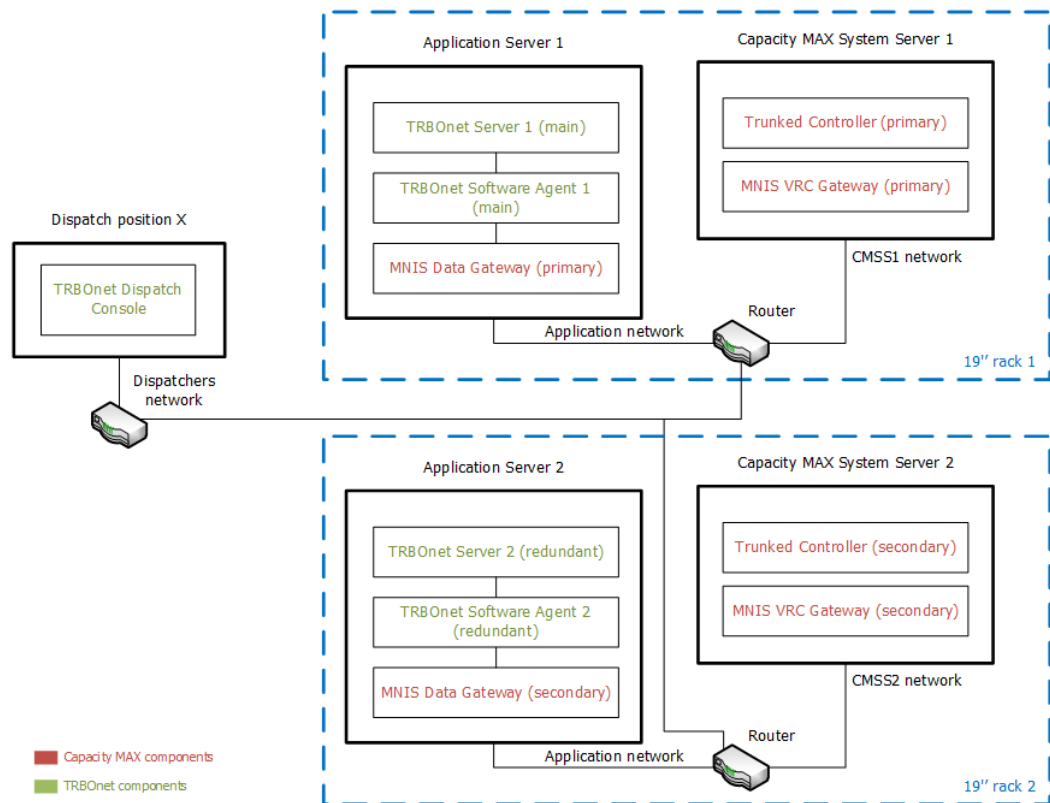 Application Server 1
Capacity MAX System Server 1
TRBOnet Server 1 (main)
TRBOnet Software Agent 1
(main)
MNIS Data Gateway (primary)
Trunked Controller (primary)
MNIS VRC Gateway (primary)
CMSS1 network
Router
Application network
19’’ rack 1
Dispatch position X
TRBOnet Dispatch
Console
Dispatchers
network
Application Server 2
Capacity MAX System Server 2
TRBOnet Server 2 (redundant)
TRBOnet Software Agent 2
(redundant)
MNIS Data Gateway (secondary)
Trunked Controller (secondary)
MNIS VRC Gateway (secondary)
CMSS2 network
Router
Application network
19’’ rack 2
Capacity MAX components
TRBOnet components